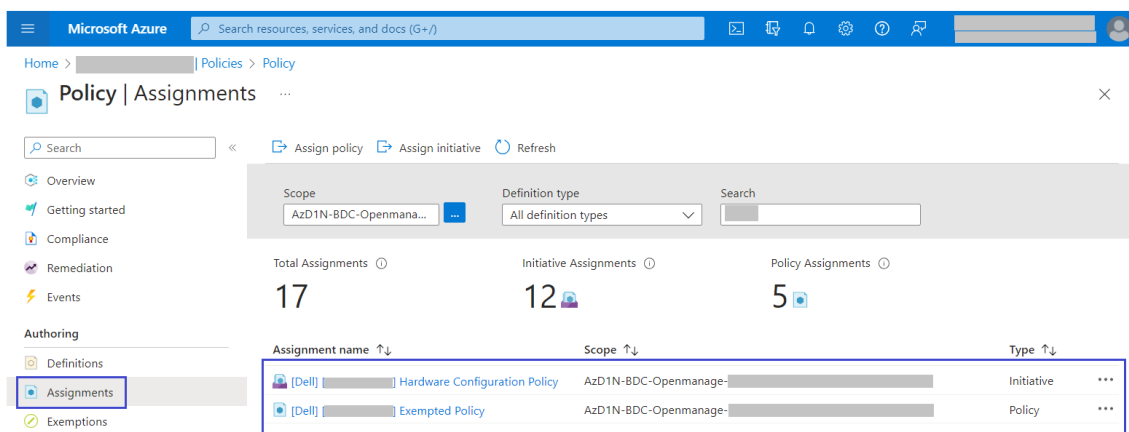 Microsoft Azure
Search resources, services, and docs (G+/)
Home > | Policies > Policy
Policy | Assignments ...
Search «
Assign policy Assign initiative Refresh
Overview
Getting started
Compliance
Remediation
Events
Authoring
Definitions
Assignments
Exemptions
Scope Definition type Search
AzD1N-BDC-Openmana... ... All definition types
Total Assignments Initiative Assignments Policy Assignments
17 12 5
Assignment name ↑↓ Scope ↑↓ Type ↑↓
[Dell] [ ] Hardware Configuration Policy AzD1N-BDC-Openmanage- Initiative ...
[Dell] [ ] Exempted Policy AzD1N-BDC-Openmanage- Policy ...